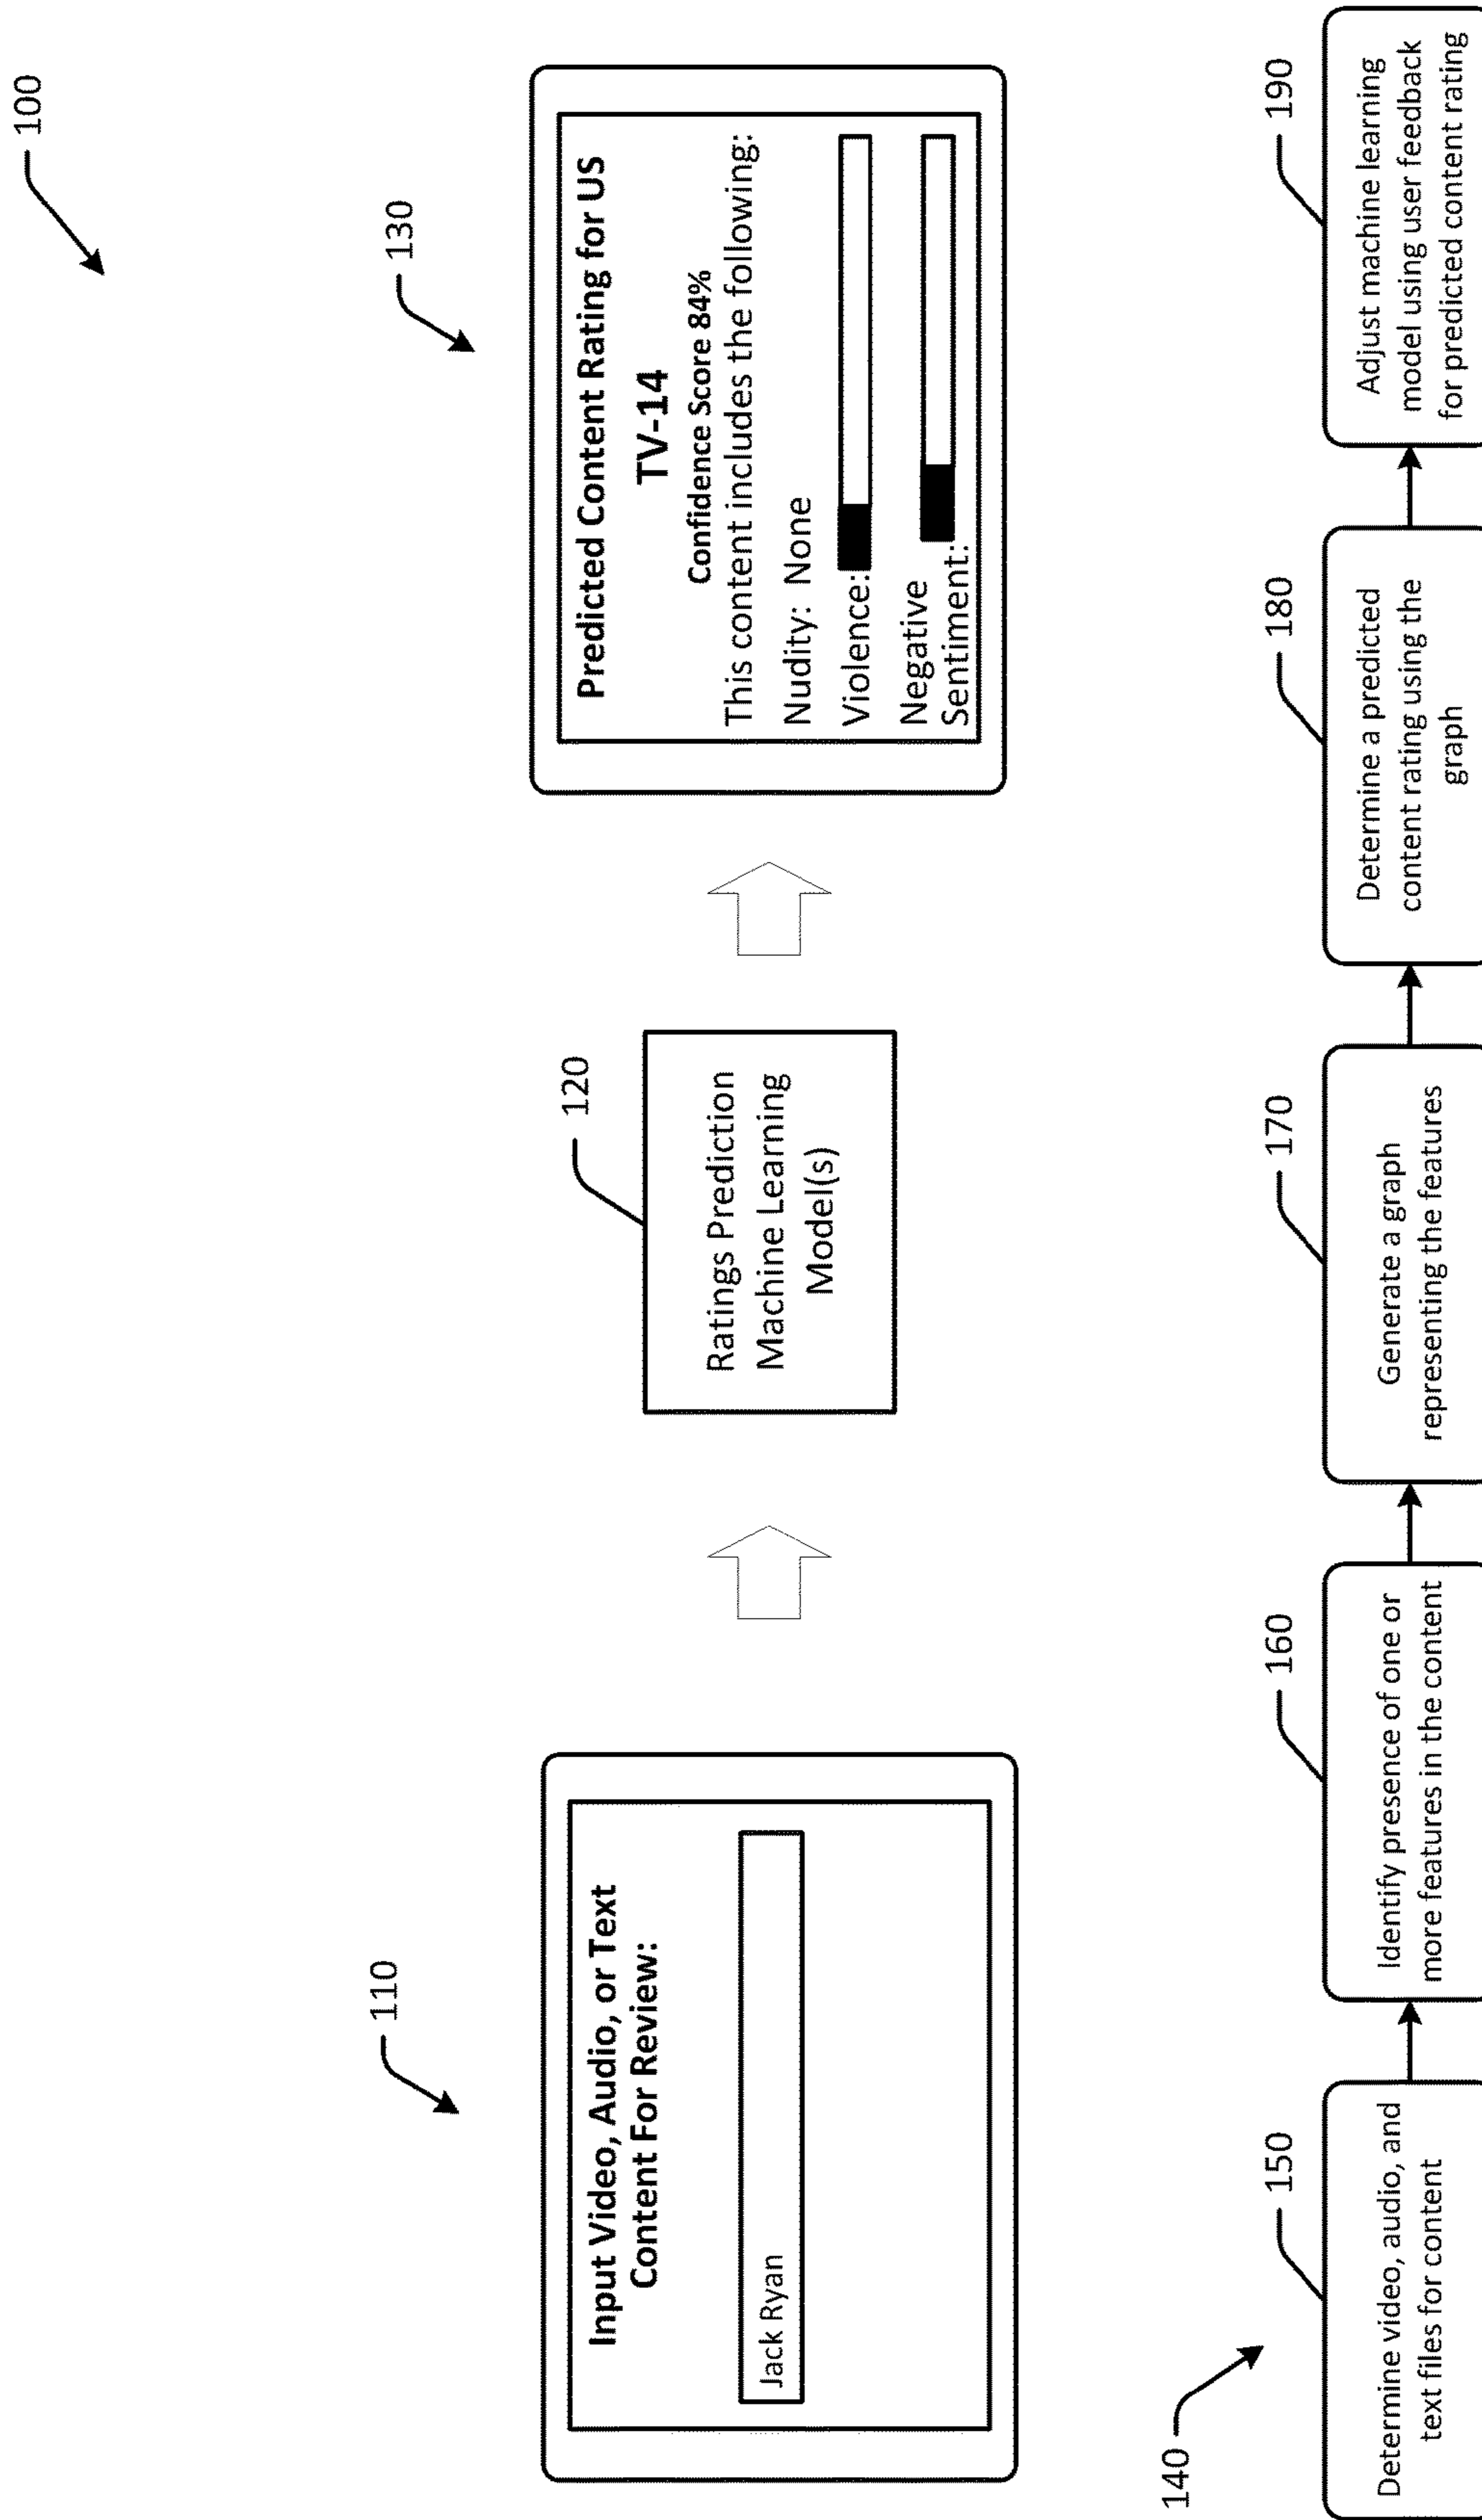 100
110
Input Video, Audio, or Text
Content For Review:
Jack Ryan
120
Ratings Prediction
Machine Learning
Model(s)
130
Predicted Content Rating for US
TV-14
Confidence Score 84%
This content includes the following:
Nudity: None
Violence:
Negative
Sentiment:
140
150
Determine video, audio, and
text files for content
160
Identify presence of one or
more features in the content
170
Generate a graph
representing the features
180
Determine a predicted
content rating using the
graph
190
Adjust machine learning
model using user feedback
for predicted content rating